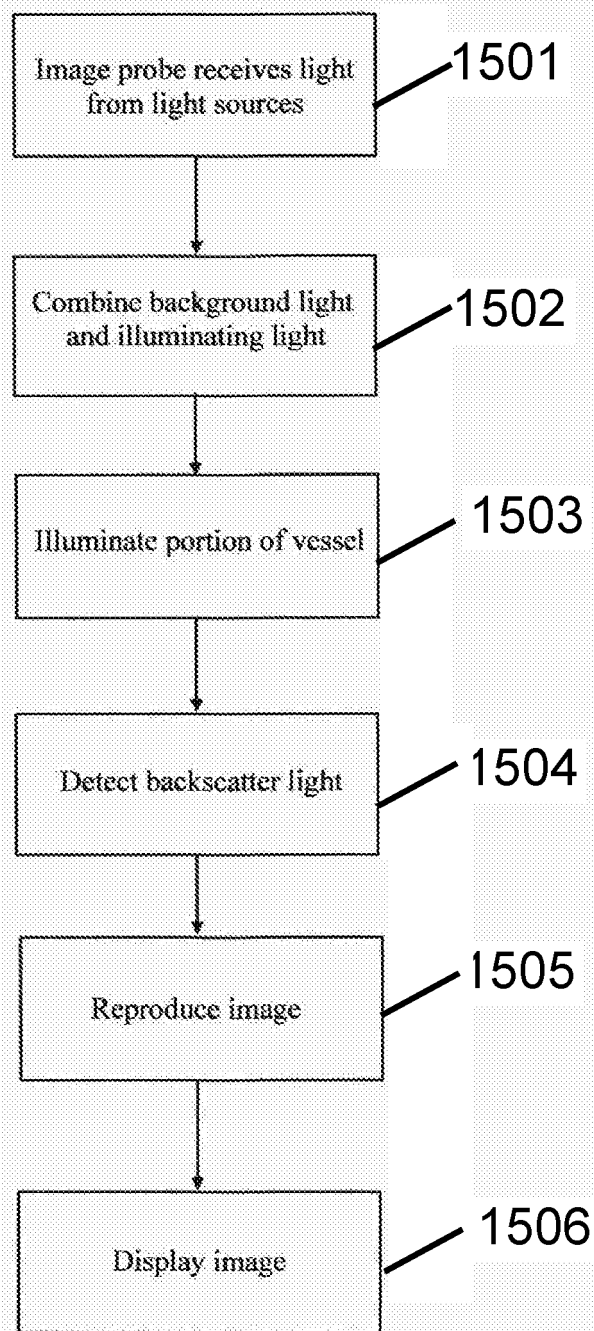 Image probe receives light
from light sources
1501
Combine background light
and illuminating light
1502
Illuminate portion of vessel
1503
Detect backscatter light
1504
Reproduce image
1505
Display image
1506